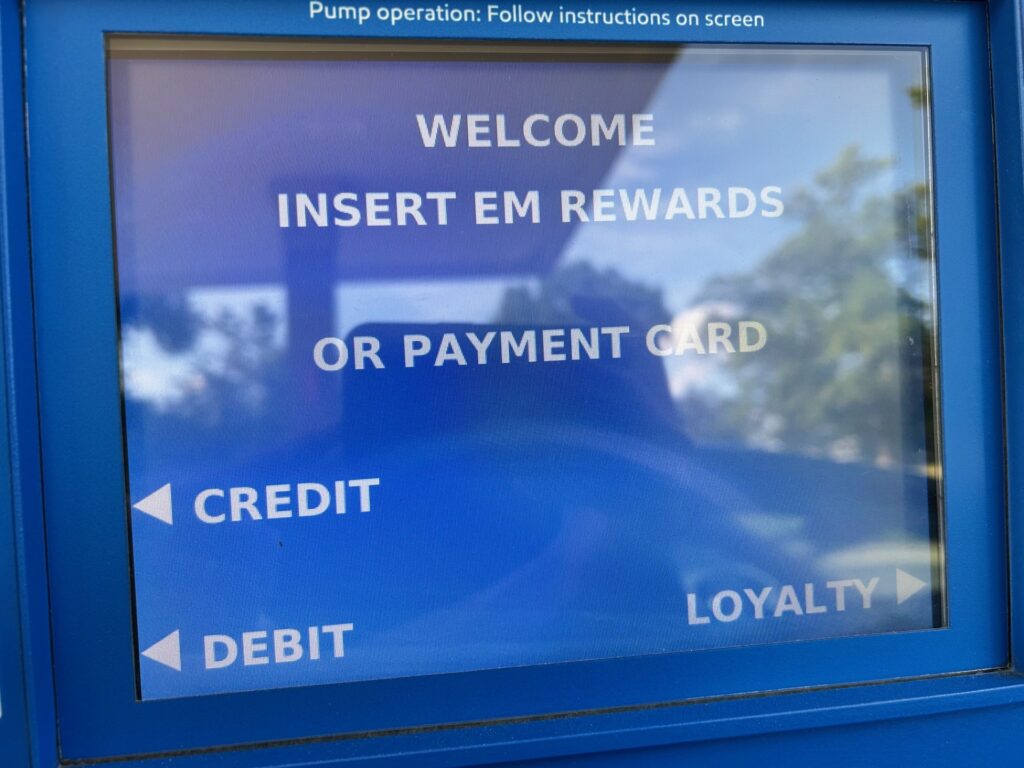 Pump operation: Follow instructions on screen
WELCOME
INSERT EM REWARDS
OR PAYMENT CARD
CREDIT
LOYALTY
DEBIT